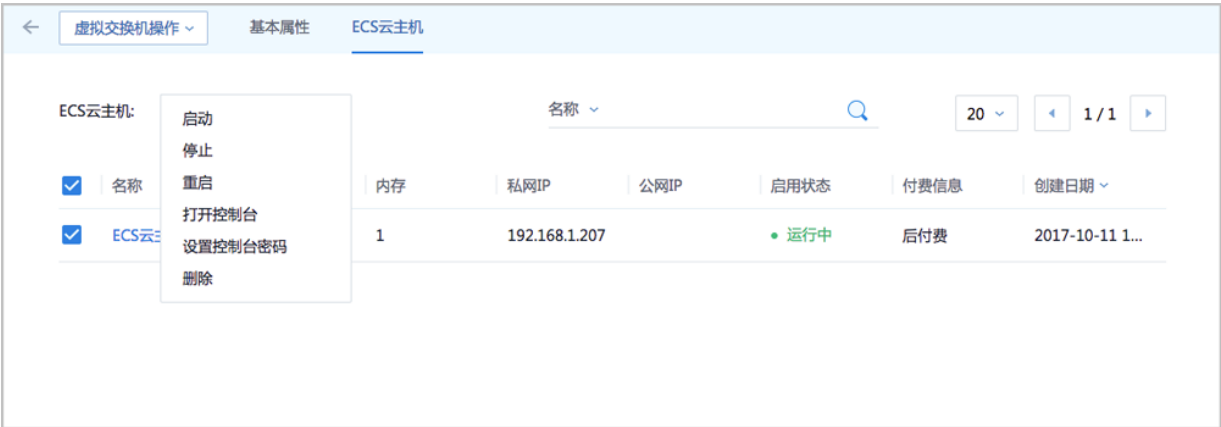 虚拟交换机操作 基本属性 ECS云主机
ECS云主机: 名称 20 1 / 1
启动
停止
名称 重启 内存 私网IP 公网IP 启用状态 付费信息 创建日期
打开控制台
ECS云 1 192.168.1.207 运行中 后付费 2017-10-11 1...
设置控制台密码
删除